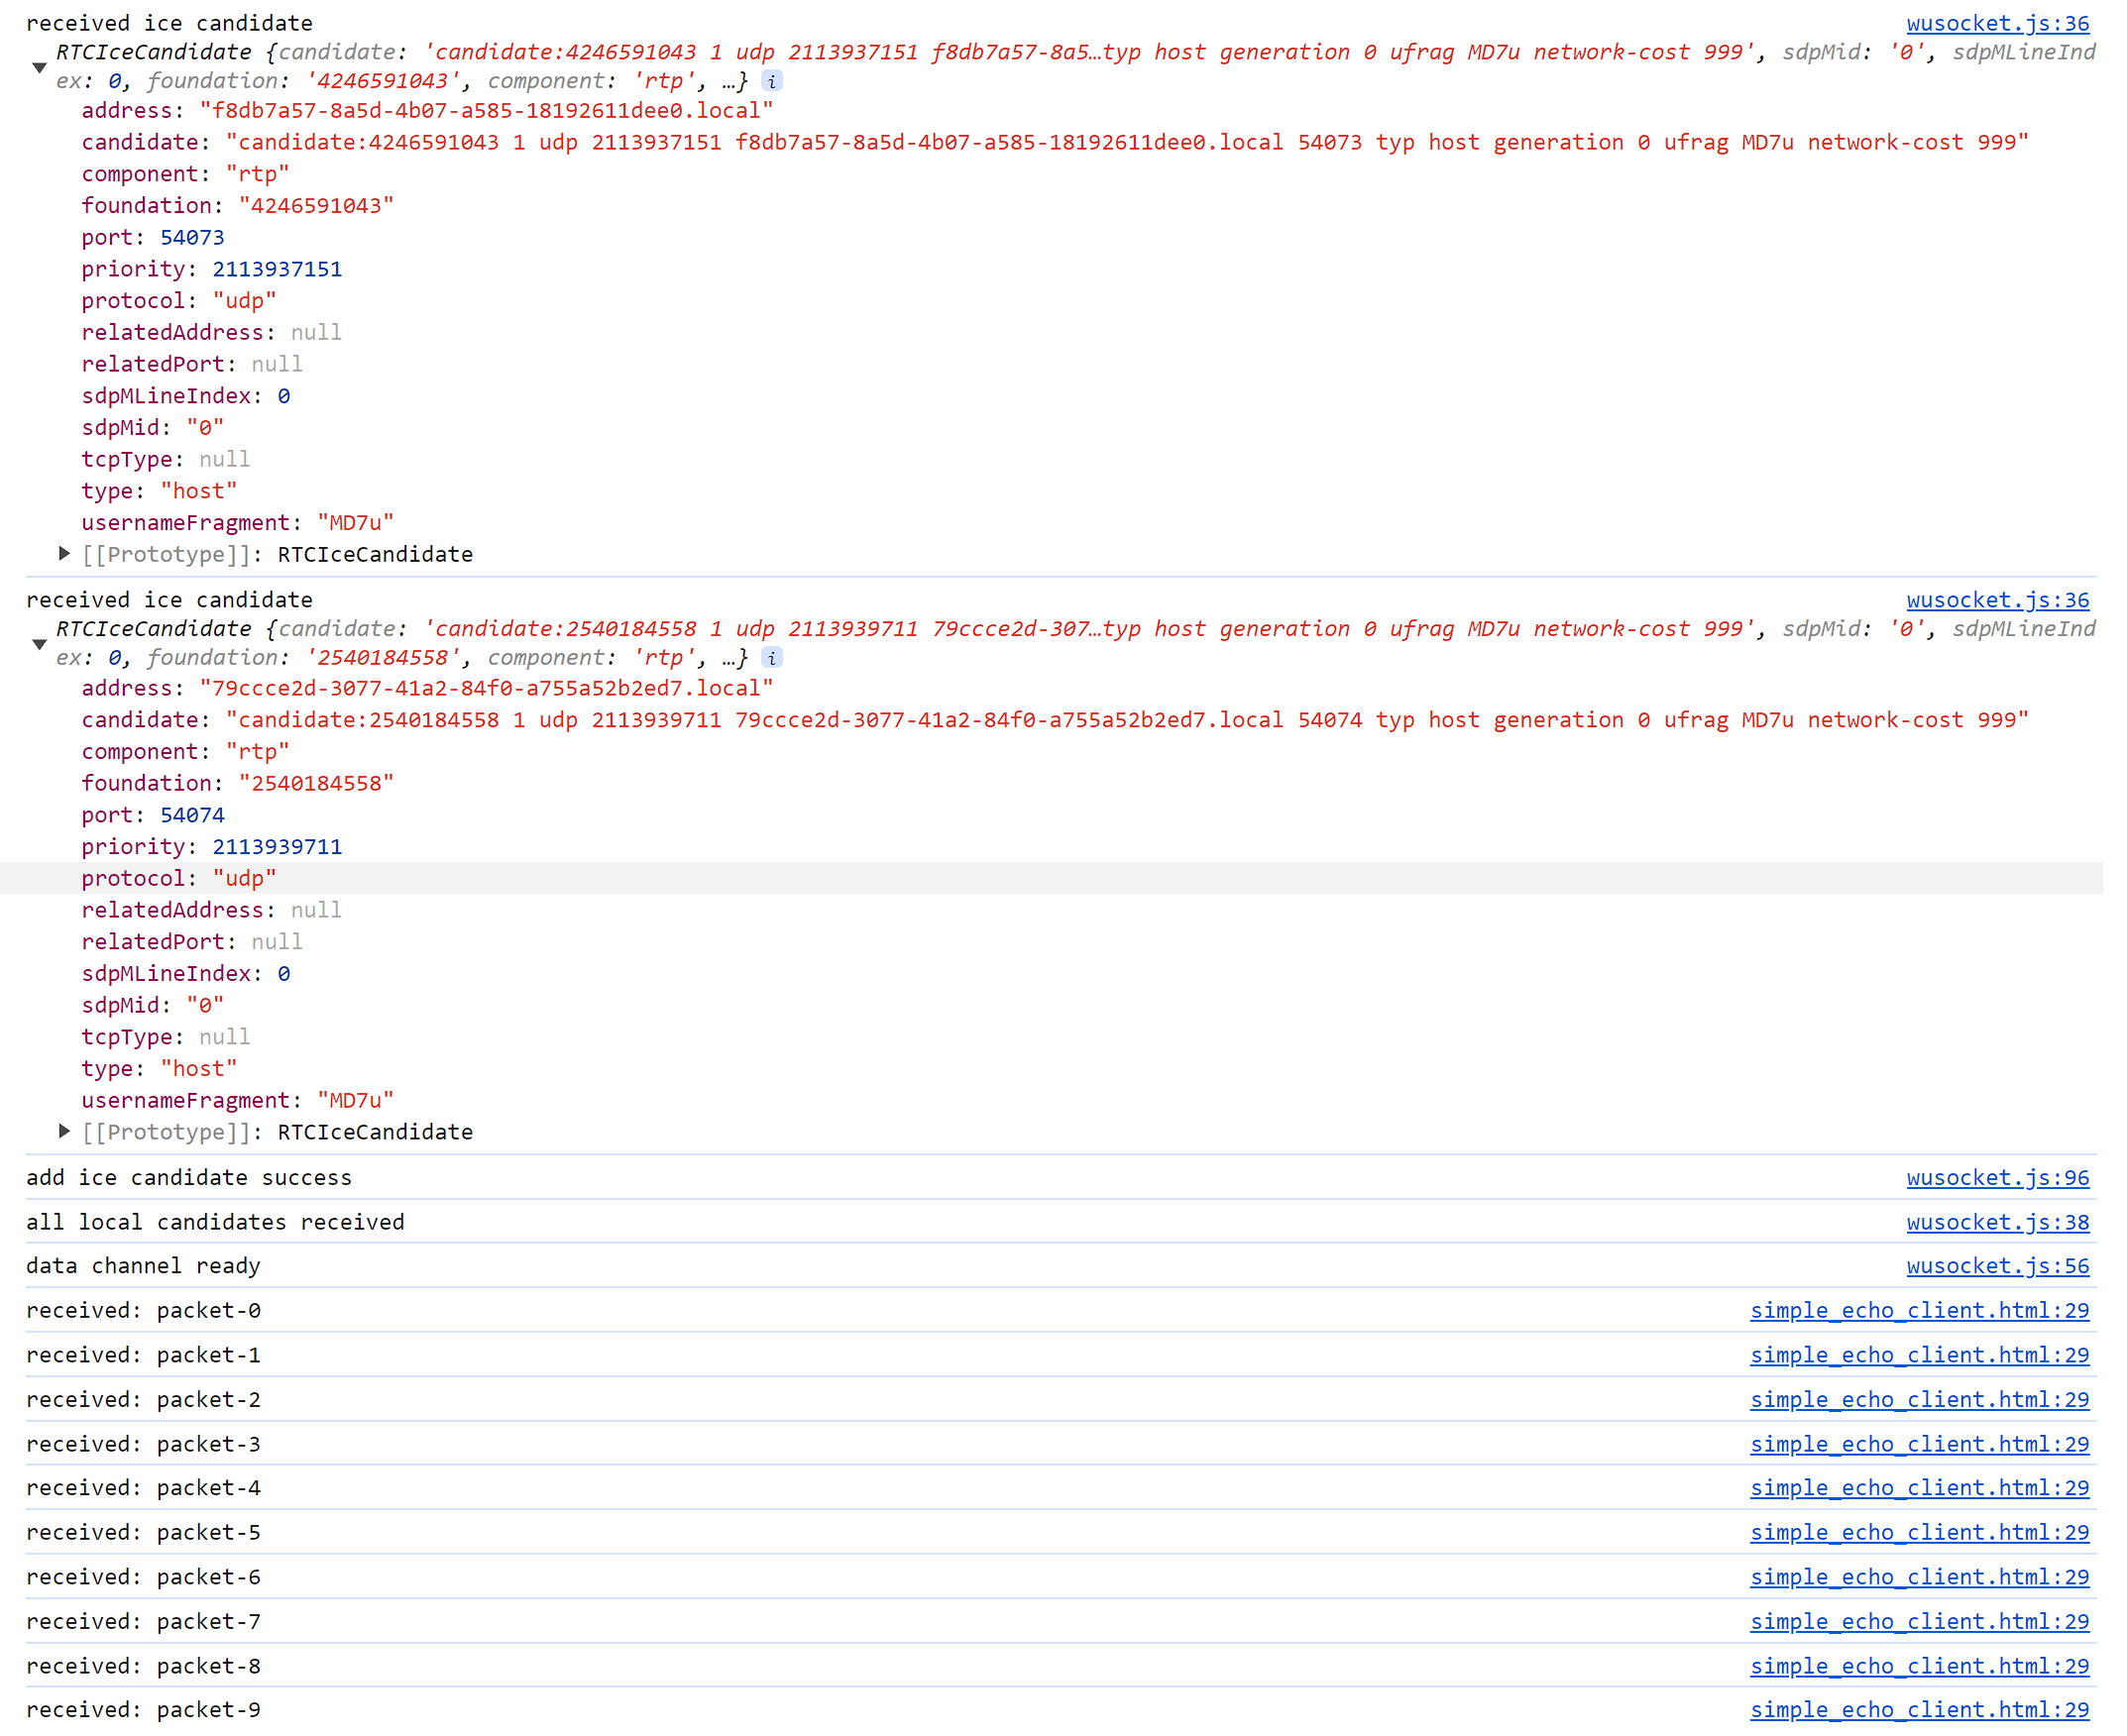 received ice candidate wusocket.js:36
▼ RTCIceCandidate {candidate: 'candidate:4246591043 1 udp 2113937151 f8db7a57-8a5…typ host generation 0 ufrag MD7u network-cost 999', sdpMid: '0', sdpMLineInd
ex: 0, foundation: '4246591043', component: 'rtp', …} i
address: "f8db7a57-8a5d-4b07-a585-18192611dee0.local"
candidate: "candidate:4246591043 1 udp 2113937151 f8db7a57-8a5d-4b07-a585-18192611dee0.local 54073 typ host generation 0 ufrag MD7u network-cost 999"
component: "rtp"
foundation: "4246591043"
port: 54073
priority: 2113937151
protocol: "udp"
relatedAddress: null
relatedPort: null
sdpMLineIndex: 0
sdpMid: "0"
tcpType: null
type: "host"
usernameFragment: "MD7u"
▶ [[Prototype]]: RTCIceCandidate
received ice candidate wusocket.js:36
▼ RTCIceCandidate {candidate: 'candidate:2540184558 1 udp 2113939711 79ccce2d-307…typ host generation 0 ufrag MD7u network-cost 999', sdpMid: '0', sdpMLineInd
ex: 0, foundation: '2540184558', component: 'rtp', …} i
address: "79ccce2d-3077-41a2-84f0-a755a52b2ed7.local"
candidate: "candidate:2540184558 1 udp 2113939711 79ccce2d-3077-41a2-84f0-a755a52b2ed7.local 54074 typ host generation 0 ufrag MD7u network-cost 999"
component: "rtp"
foundation: "2540184558"
port: 54074
priority: 2113939711
protocol: "udp"
relatedAddress: null
relatedPort: null
sdpMLineIndex: 0
sdpMid: "0"
tcpType: null
type: "host"
usernameFragment: "MD7u"
▶ [[Prototype]]: RTCIceCandidate
add ice candidate success wusocket.js:96
all local candidates received wusocket.js:38
data channel ready wusocket.js:56
received: packet-0 simple_echo_client.html:29
received: packet-1 simple_echo_client.html:29
received: packet-2 simple_echo_client.html:29
received: packet-3 simple_echo_client.html:29
received: packet-4 simple_echo_client.html:29
received: packet-5 simple_echo_client.html:29
received: packet-6 simple_echo_client.html:29
received: packet-7 simple_echo_client.html:29
received: packet-8 simple_echo_client.html:29
received: packet-9 simple_echo_client.html:29